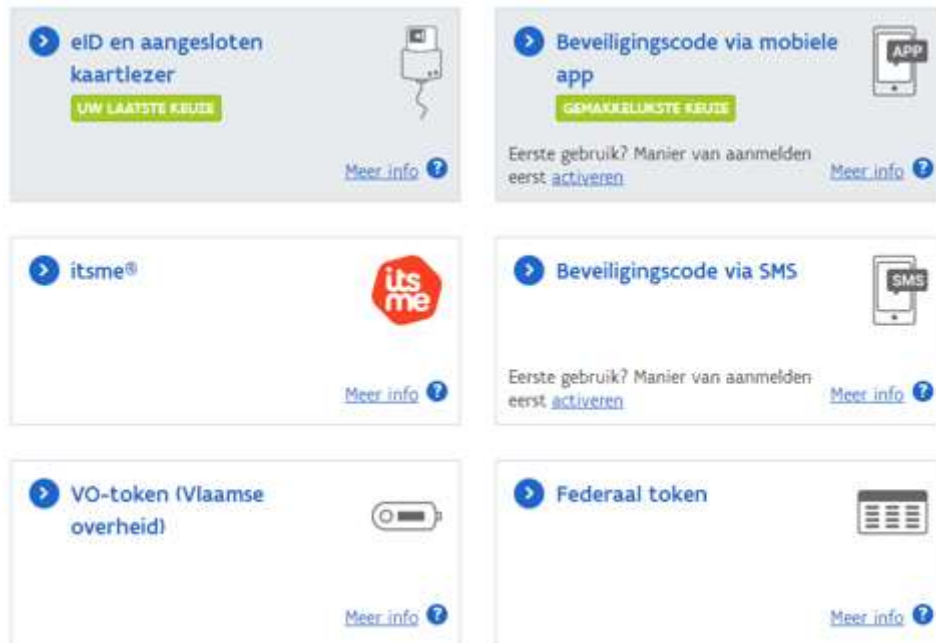 eID en aangesloten
kaartlezer
UW LAATSTE KEUZE
Meer info ?
Beveiligingscode via mobiele
app
GEMAKKELIJKSTE KEUZE
APP
Eerste gebruik? Manier van aanmelden
eerst activeren
Meer info ?
itsme®
its
me
Meer info ?
Beveiligingscode via SMS
SMS
Eerste gebruik? Manier van aanmelden
eerst activeren
Meer info ?
VO-token (Vlaamse
overheid)
Meer info ?
Federaal token
Meer info ?